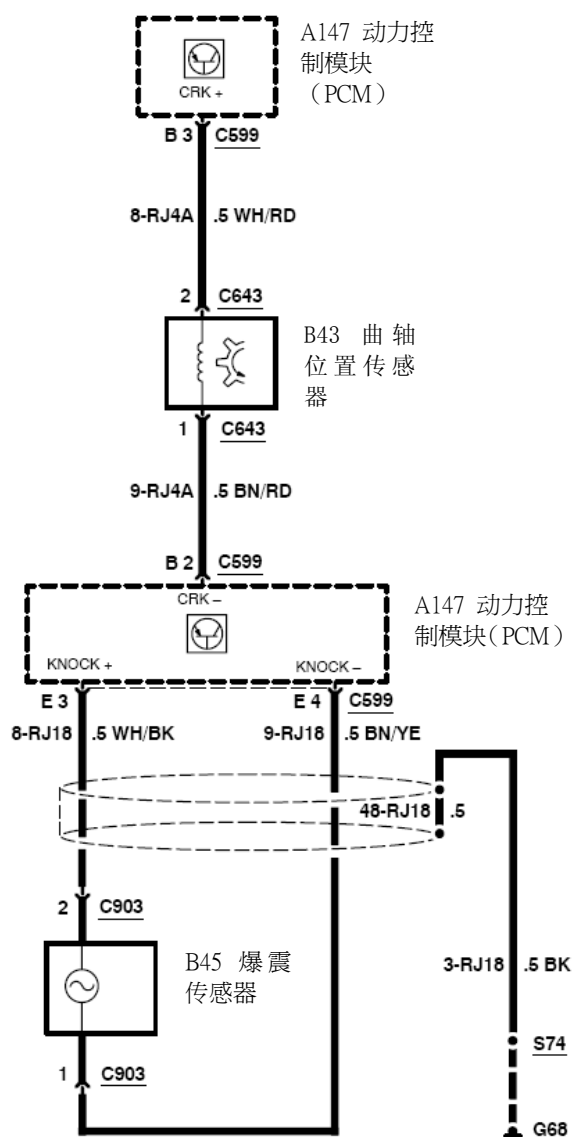 A147 动力控
制模块
（PCM）
CRK +
B 3 C599
8-RJ4A .5 WH/RD
2 C643
B43 曲轴
位置传感
器
1 C643
9-RJ4A .5 BN/RD
B 2 C599
CRK –
A147 动力控
制模块（PCM）
KNOCK + KNOCK –
E 3 E 4 C599
8-RJ18 .5 WH/BK 9-RJ18 .5 BN/YE
48-RJ18 .5
2 C903
B45 爆震
传感器
3-RJ18 .5 BK
1 C903
S74
G68